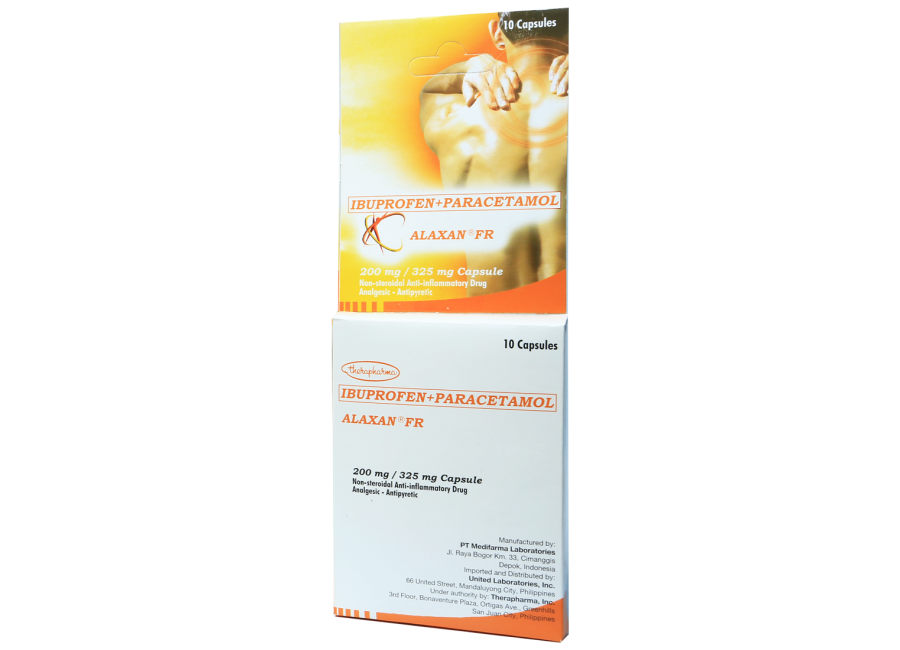 10 Capsules
IBUPROFEN+PARACETAMOL
ALAXAN® FR
200 mg / 325 mg Capsule
Non-steroidal Anti-inflammatory Drug
Analgesic - Antipyretic
10 Capsules
therapharma
IBUPROFEN+PARACETAMOL
ALAXAN® FR
200 mg / 325 mg Capsule
Non-steroidal Anti-inflammatory Drug
Analgesic - Antipyretic
Manufactured by:
PT Medifarma Laboratories
Jl. Raya Bogor Km. 33, Cimanggis
Depok, Indonesia
Imported and Distributed by:
United Laboratories, Inc.
66 United Street, Mandaluyong City, Philippines
Under authority by: Therapharma, Inc.
3rd Floor, Bonaventure Plaza, Ortigas Ave., Greenhills
San Juan City, Philippines